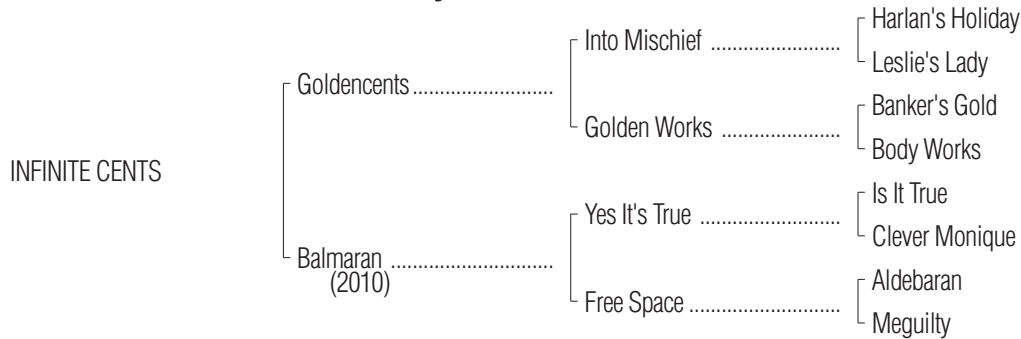 Harlan's Holiday
Into Mischief ........................
Leslie's Lady
Goldencents..........................
Banker's Gold
Golden Works ......................
Body Works
INFINITE CENTS
Is It True
Yes It's True ..........................
Clever Monique
Balmaran ..............................
(2010)
Aldebaran
Free Space ............................
Meguilty